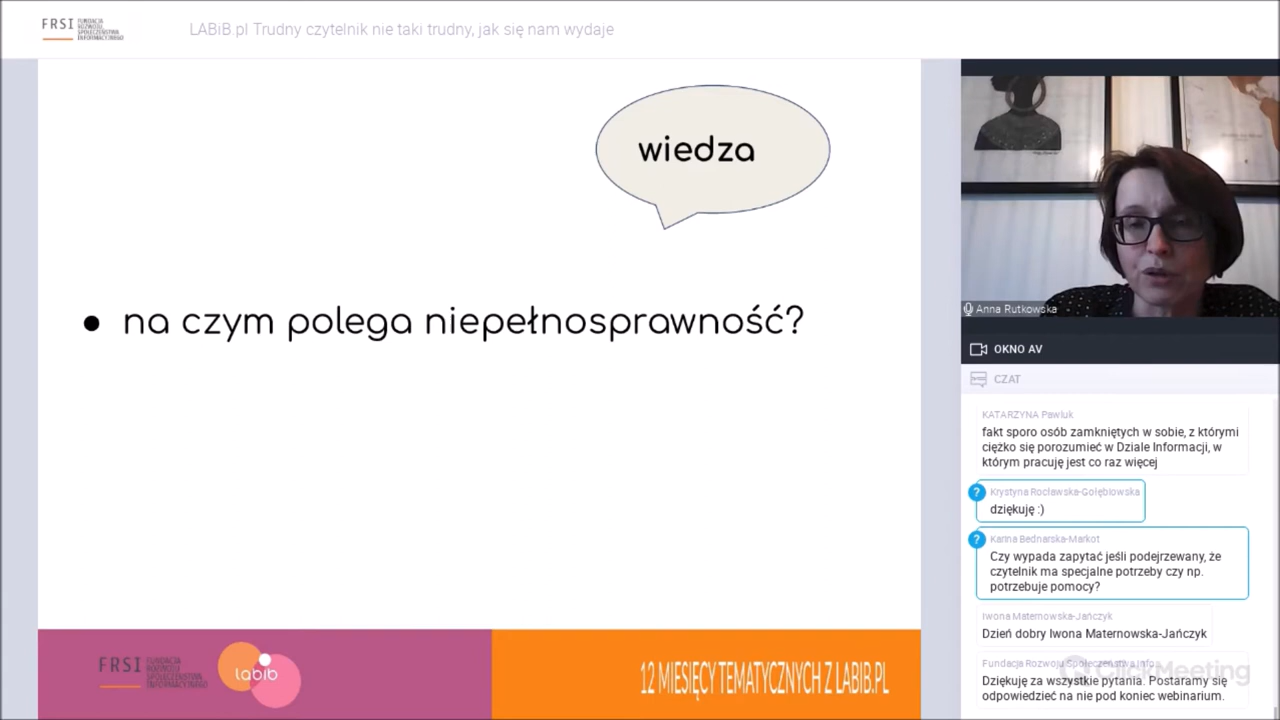 FRSI FUNDACJA
ROZWOJU
SPOŁECZEŃSTWA
INFORMACYJNEGO
LABiB.pl Trudny czytelnik nie taki trudny, jak się nam wydaje
wiedza
● na czym polega niepełnosprawność?
FRSI FUNDACJA
ROZWOJU
SPOŁECZEŃSTWA
INFORMACYJNEGO
labib
12 MIESIĘCY TEMATYCZNYCH Z LABIB.PL
Anna Rutkowska
OKNO AV
CZAT
KATARZYNA Pawluk
fakt sporo osób zamkniętych w sobie, z którymi
ciężko się porozumieć w Dziale Informacji, w
którym pracuję jest co raz więcej
? Krystyna Rocławska-Gołębiowska
dziękuję :)
? Karina Bednarska-Markot
Czy wypada zapytać jeśli podejrzewany, że
czytelnik ma specjalne potrzeby czy np.
potrzebuje pomocy?
Iwona Maternowska-Jańczyk
Dzień dobry Iwona Maternowska-Jańczyk
Fundacja Rozwoju Społeczeństwa Info
Dziękuję za wszystkie pytania. Postaramy się
odpowiedzieć na nie pod koniec webinarium.
ClickMeeting